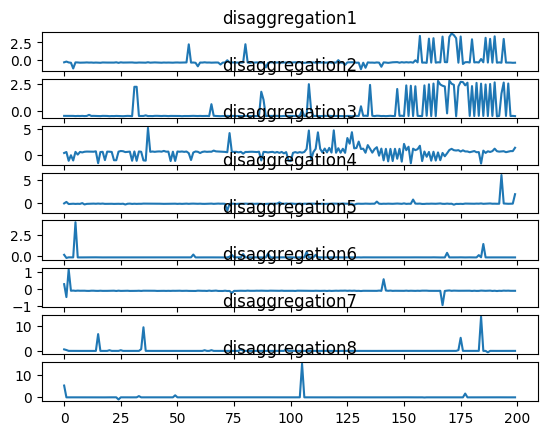 disaggregation1
2.5
0.0
disaggregation2
2.5
0.0
disaggregation3
5
0
disaggregation4
5
0
disaggregation5
2.5
0.0
disaggregation6
1
0
−1
disaggregation7
10
0
disaggregation8
10
0
0 25 50 75 100 125 150 175 200